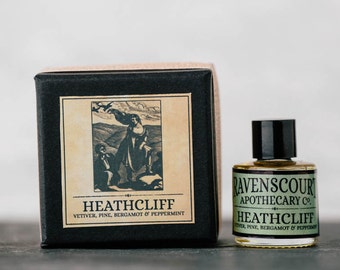 HEATHCLIFF
VETIVER, PINE, BERGAMOT & PEPPERMINT
RAVENSCOURT
APOTHECARY CO.
HEATHCLIFF
VETIVER, PINE, BERGAMOT & PEPPERMINT